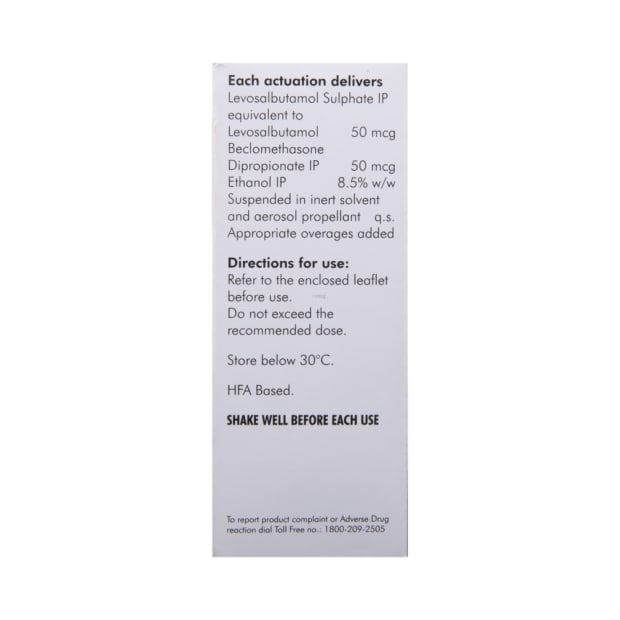 Each actuation delivers
Levosalbutamol Sulphate IP
equivalent to
Levosalbutamol 50 mcg
Beclomethasone
Dipropionate IP 50 mcg
Ethanol IP 8.5% w/w
Suspended in inert solvent
and aerosol propellant q.s.
Appropriate overages added
Directions for use:
Refer to the enclosed leaflet
before use.
Do not exceed the
recommended dose.
Store below 30°C.
HFA Based.
SHAKE WELL BEFORE EACH USE
To report product complaint or Adverse Drug
reaction dial Toll Free no.: 1800-209-2505